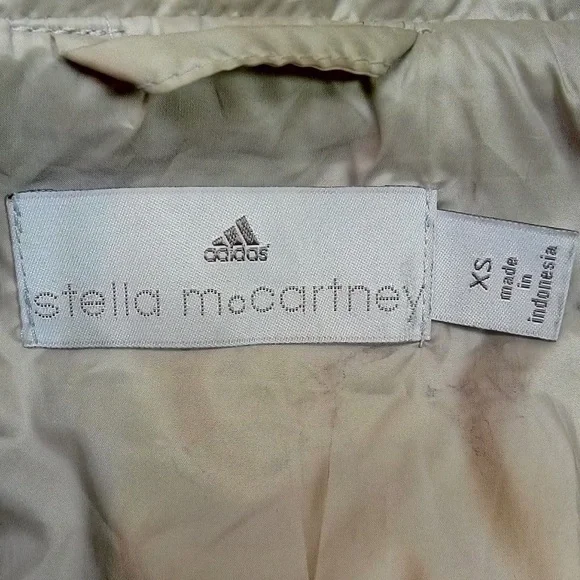 adidas
stella mccartney
XS
made
in
indonesia